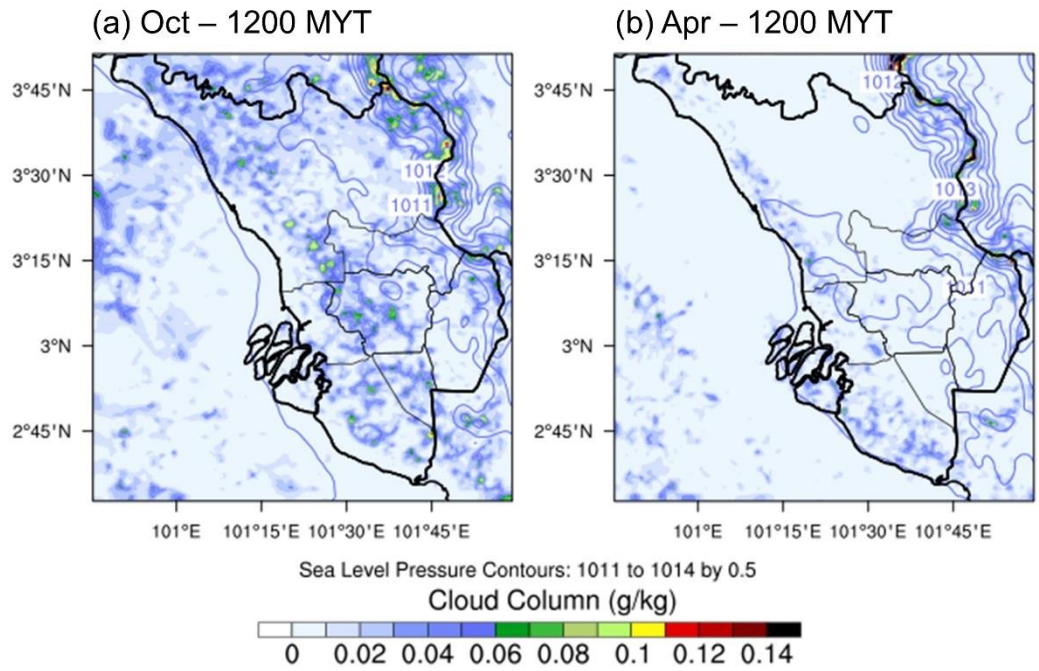 (a) Oct – 1200 MYT
(b) Apr – 1200 MYT
3°45'N
3°30'N
3°15'N
3°N
2°45'N
1011
101°E
101°15'E
101°30'E
101°45'E
3°45'N
3°30'N
3°15'N
3°N
2°45'N
1012
1013
101°E
101°15'E
101°30'E
101°45'E
Sea Level Pressure Contours: 1011 to 1014 by 0.5
Cloud Column (g/kg)
0 0.02 0.04 0.06 0.08 0.1 0.12 0.14